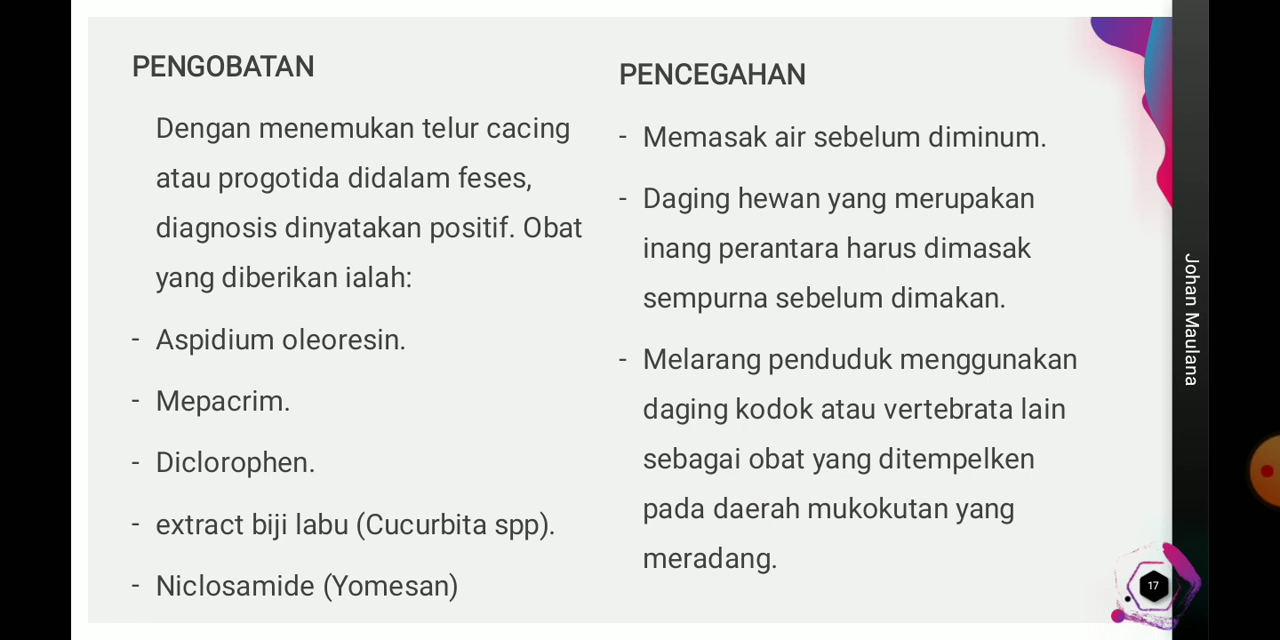 PENGOBATAN
Dengan menemukan telur cacing
atau progotida didalam feses,
diagnosis dinyatakan positif. Obat
yang diberikan ialah:
- Aspidium oleoresin.
- Mepacrim.
- Diclorophen.
- extract biji labu (Cucurbita spp).
- Niclosamide (Yomesan)
PENCEGAHAN
- Memasak air sebelum diminum.
- Daging hewan yang merupakan
inang perantara harus dimasak
sempurna sebelum dimakan.
- Melarang penduduk menggunakan
daging kodok atau vertebrata lain
sebagai obat yang ditempelken
pada daerah mukokutan yang
meradang.
Johan Maulana
17